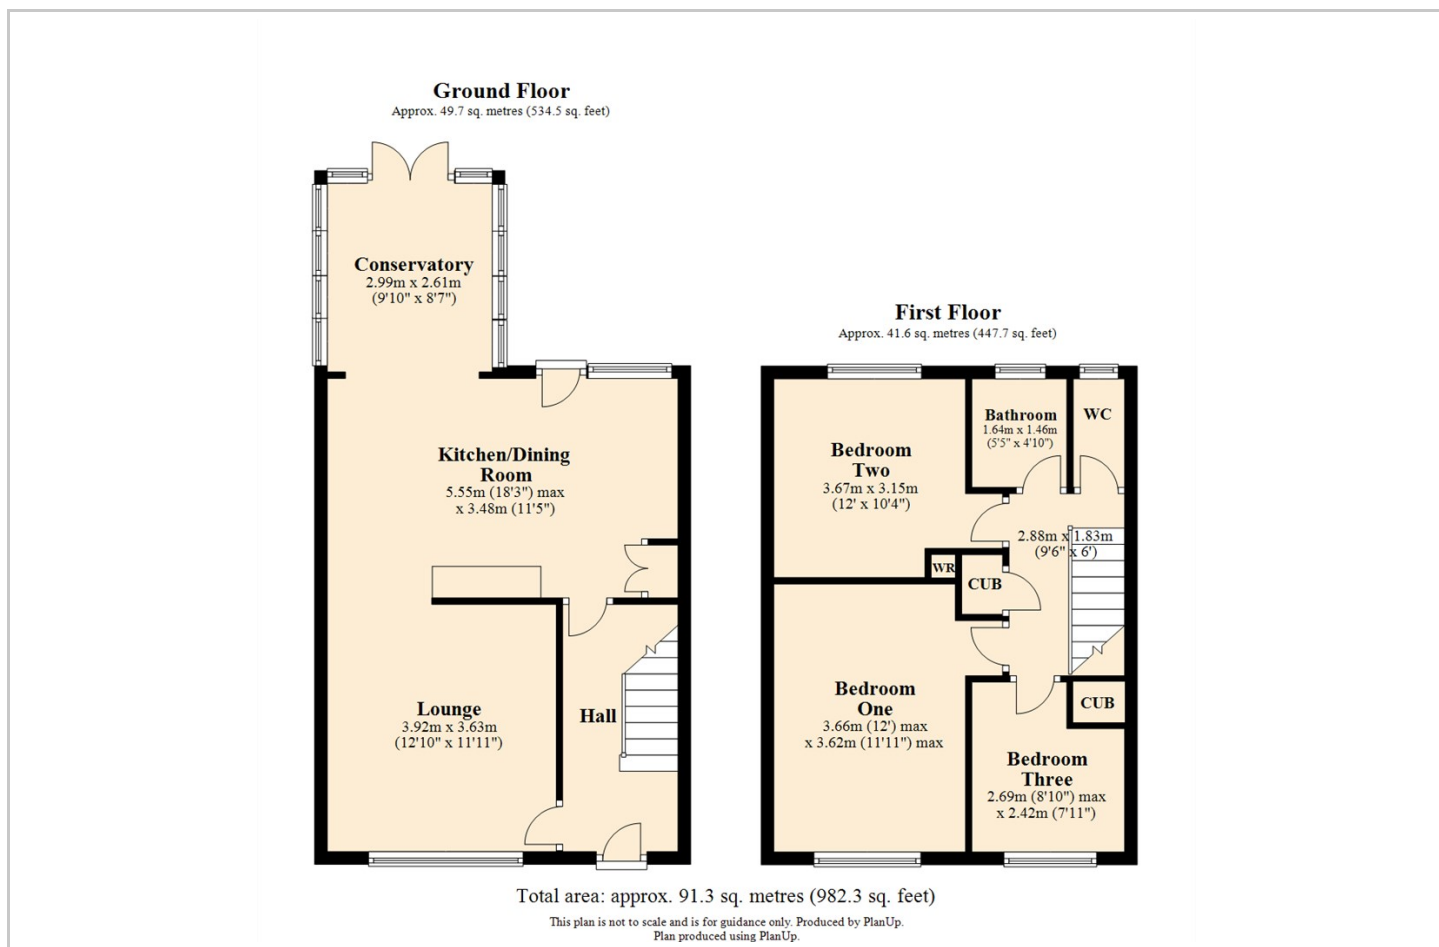 Ground Floor
Approx. 49.7 sq. metres (534.5 sq. feet)
Conservatory
2.99m x 2.61m
(9'10" x 8'7")
Kitchen/Dining
Room
5.55m (18'3") max
x 3.48m (11'5")
Lounge
3.92m x 3.63m
(12'10" x 11'11")
Hall
First Floor
Approx. 41.6 sq. metres (447.7 sq. feet)
Bedroom
Two
3.67m x 3.15m
(12' x 10'4")
Bathroom
1.64m x 1.46m
(5'5" x 4'10")
WC
2.88m x 1.83m
(9'6" x 6')
WR
CUB
Bedroom
One
3.66m (12') max
x 3.62m (11'11") max
CUB
Bedroom
Three
2.69m (8'10") max
x 2.42m (7'11")
Total area: approx. 91.3 sq. metres (982.3 sq. feet)
This plan is not to scale and is for guidance only. Produced by PlanUp.
Plan produced using PlanUp.